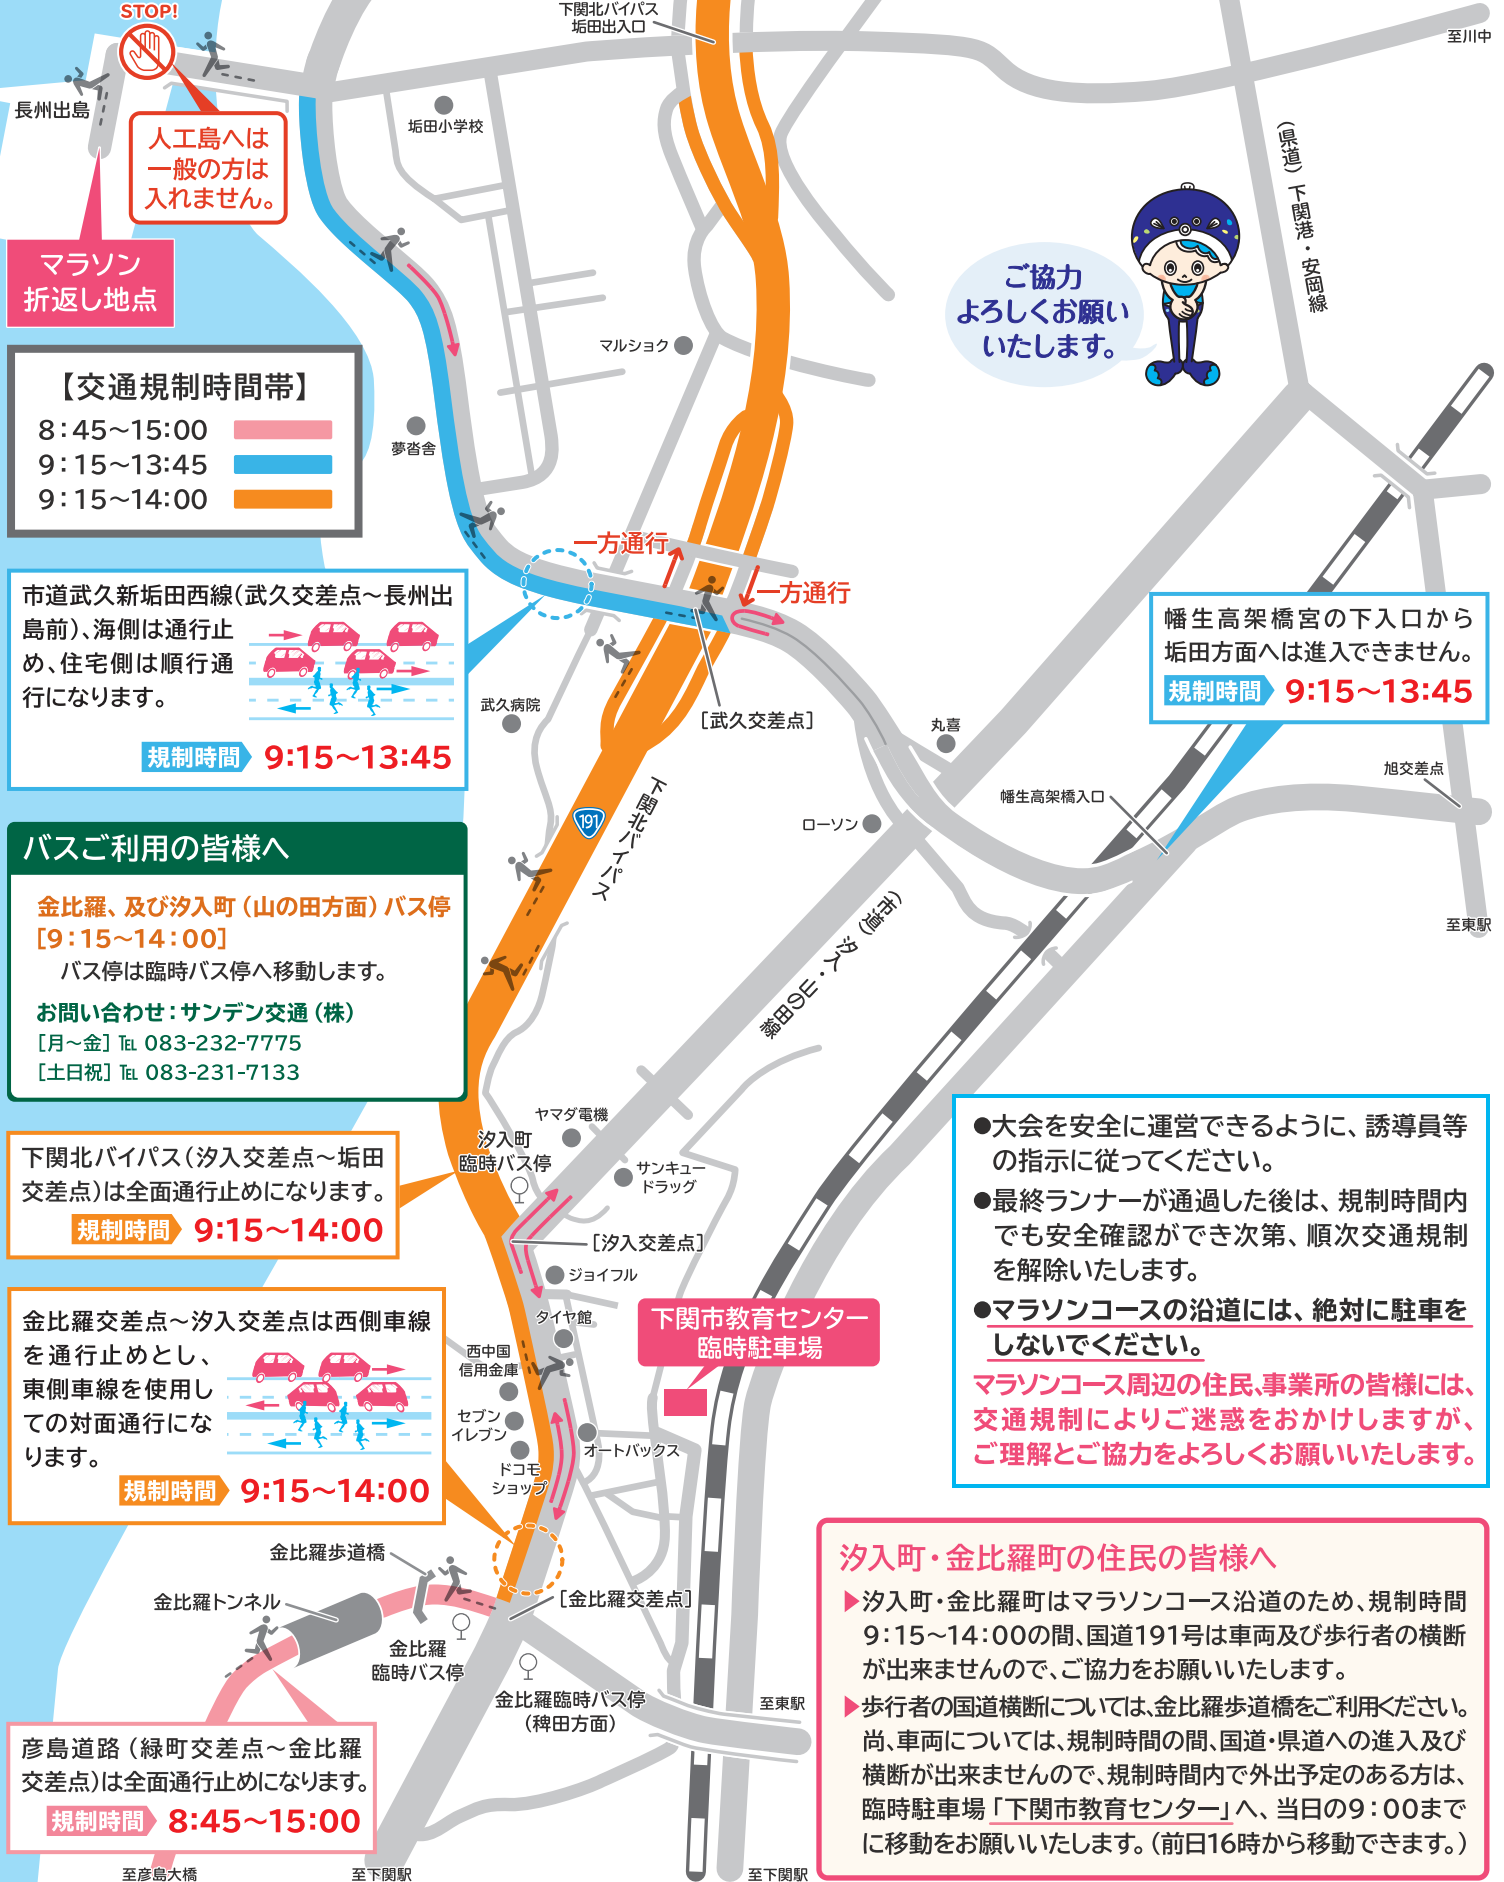 STOP!
下関北バイパス
垢田出入口
至川中
長州出島
垢田小学校
人工島へは
一般の方は
入れません。
（県道）下関港・安岡線
マラソン
折返し地点
ご協力
よろしくお願い
いたします。
マルショク
【交通規制時間帯】
8：45～15：00
9：15～13：45
9：15～14：00
夢沓舎
一方通行
一方通行
市道武久新垢田西線（武久交差点～長州出
島前）、海側は通行止
め、住宅側は順行通
行になります。
規制時間 9：15～13：45
幡生高架橋宮の下入口から
垢田方面へは進入できません。
規制時間 9：15～13：45
武久病院
［武久交差点］
丸喜
旭交差点
幡生高架橋入口
ローソン
下関北バイパス
191
バスご利用の皆様へ
金比羅、及び汐入町（山の田方面）バス停
［9：15～14：00］
バス停は臨時バス停へ移動します。
お問い合わせ：サンデン交通（株）
［月～金］TEL 083-232-7775
［土日祝］TEL 083-231-7133
（市道）汐入・山の田線
至東駅
ヤマダ電機
汐入町
臨時バス停
サンキュー
ドラッグ
下関北バイパス（汐入交差点～垢田
交差点）は全面通行止めになります。
規制時間 9：15～14：00
［汐入交差点］
ジョイフル
タイヤ館
下関市教育センター
臨時駐車場
西中国
信用金庫
セブン
イレブン
オートバックス
ドコモ
ショップ
金比羅交差点～汐入交差点は西側車線
を通行止めとし、
東側車線を使用し
ての対面通行にな
ります。
規制時間 9：15～14：00
●大会を安全に運営できるように、誘導員等
の指示に従ってください。
●最終ランナーが通過した後は、規制時間内
でも安全確認ができ次第、順次交通規制
を解除いたします。
●マラソンコースの沿道には、絶対に駐車を
しないでください。
マラソンコース周辺の住民、事業所の皆様には、
交通規制によりご迷惑をおかけしますが、
ご理解とご協力をよろしくお願いいたします。
金比羅歩道橋
金比羅トンネル
［金比羅交差点］
金比羅
臨時バス停
金比羅臨時バス停
（稗田方面）
至東駅
彦島道路（緑町交差点～金比羅
交差点）は全面通行止めになります。
規制時間 8：45～15：00
至彦島大橋
至下関駅
至下関駅
汐入町・金比羅町の住民の皆様へ
▶汐入町・金比羅町はマラソンコース沿道のため、規制時間
9：15～14：00の間、国道191号は車両及び歩行者の横断
が出来ませんので、ご協力をお願いいたします。
▶歩行者の国道横断については、金比羅歩道橋をご利用ください。
尚、車両については、規制時間の間、国道・県道への進入及び
横断が出来ませんので、規制時間内で外出予定のある方は、
臨時駐車場「下関市教育センター」へ、当日の9：00まで
に移動をお願いいたします。（前日16時から移動できます。）